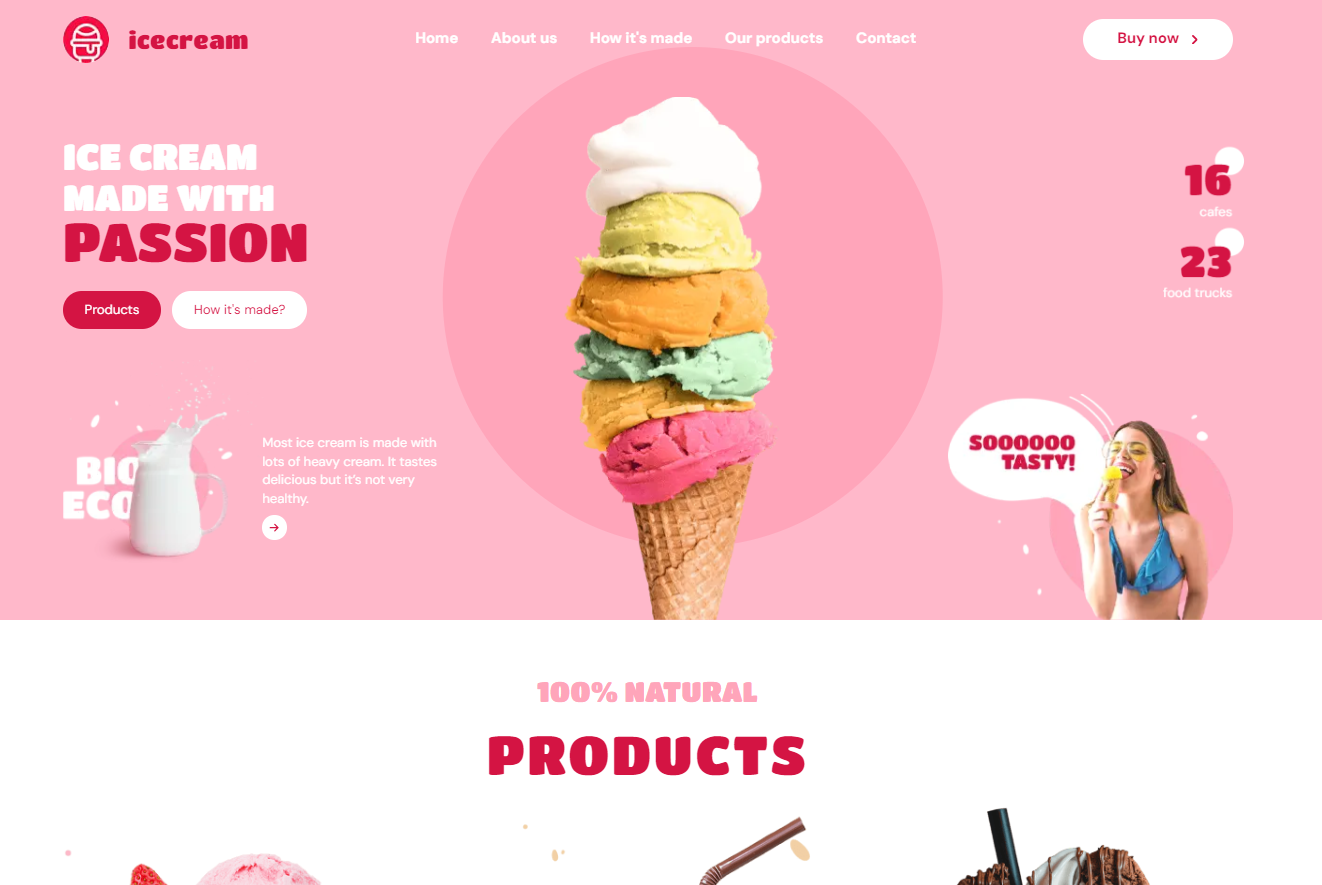 icecream
Home
About us
How it's made
Our products
Contact
Buy now
ICE CREAM
MADE WITH
PASSION
Products
How it's made?
16
cafes
23
food trucks
BIO
ECO
Most ice cream is made with
lots of heavy cream. It tastes
delicious but it's not very
healthy.
SOOOOOO
TASTY!
100% NATURAL
PRODUCTS